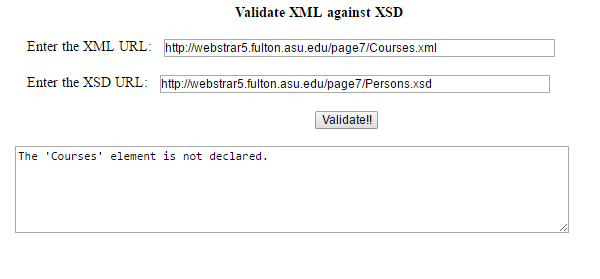 Validate XML against XSD
Enter the XML URL: http://webstrar5.fulton.asu.edu/page7/Courses.xml
Enter the XSD URL: http://webstrar5.fulton.asu.edu/page7/Persons.xsd
Validate!!
The 'Courses' element is not declared.